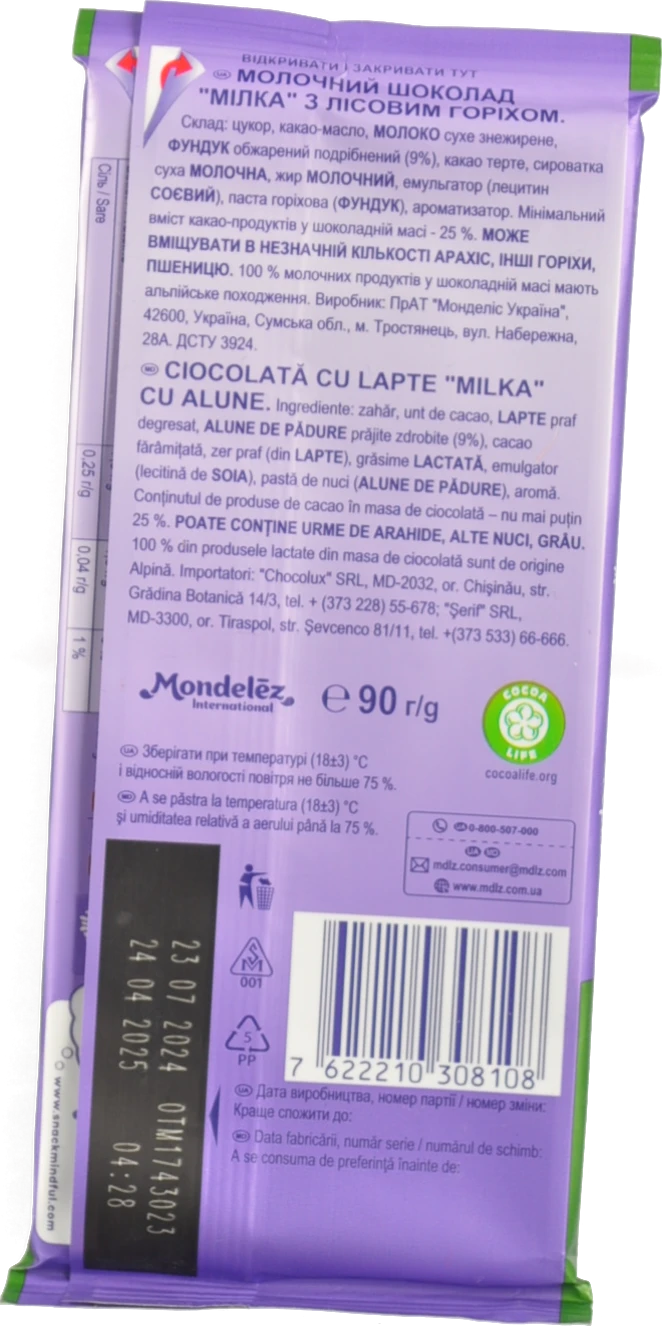 ВІДКРИВАТИ І ЗАКРИВАТИ ТУТ
UA МОЛОЧНИЙ ШОКОЛАД
"МІЛКА" З ЛІСОВИМ ГОРІХОМ.
Склад: цукор, какао-масло, МОЛОКО сухе знежирене,
ФУНДУК обжарений подрібнений (9%), какао терте, сироватка
суха МОЛОЧНА, жир МОЛОЧНИЙ, емульгатор (лецитин
СОЄВИЙ), паста горіхова (ФУНДУК), ароматизатор. Мінімальний
вміст какао-продуктів у шоколадній масі - 25 %. МОЖЕ
ВМІЩУВАТИ В НЕЗНАЧНІЙ КІЛЬКОСТІ АРАХІС, ІНШІ ГОРІХИ,
ПШЕНИЦЮ. 100 % молочних продуктів у шоколадній масі мають
альпійське походження. Виробник: ПрАТ "Монделіс Україна",
42600, Україна, Сумська обл., м. Тростянець, вул. Набережна,
28А. ДСТУ 3924.
MD CIOCOLATĂ CU LAPTE "MILKA"
CU ALUNE. Ingrediente: zahăr, unt de cacao, LAPTE praf
degresat, ALUNE DE PĂDURE prăjite zdrobite (9%), cacao
fărâmițată, zer praf (din LAPTE), grăsime LACTATĂ, emulgator
(lecitină de SOIA), pastă de nuci (ALUNE DE PĂDURE), aromă.
Conținutul de produse de cacao în masa de ciocolată – nu mai puțin
25 %. POATE CONȚINE URME DE ARAHIDE, ALTE NUCI, GRÂU.
100 % din produsele lactate din masa de ciocolată sunt de origine
Alpină. Importatori: "Chocolux" SRL, MD-2032, or. Chișinău, str.
Grădina Botanică 14/3, tel. + (373 228) 55-678; "Șerif" SRL,
MD-3300, or. Tiraspol, str. Șevcenco 81/11, tel. +(373 533) 66-666.
Сіль / Sare
0,25 г/g
0,04 г/g
1 %
Mondelēz
International
℮ 90 г/g
COCOA
LIFE
cocoalife.org
UA Зберігати при температурі (18±3) °C
і відносній вологості повітря не більше 75 %.
MD A se păstra la temperatura (18±3) °C
și umiditatea relativă a aerului până la 75 %.
UA 0-800-507-000
UA MD
mdlz.consumer@mdlz.com
www.mdlz.com.ua
001
5
PP
7 622210 308108
23 07 2024 OTM1743023
24 04 2025 04:28
UA Дата виробництва, номер партії / номер зміни:
Краще спожити до:
MD Data fabricării, număr serie / numărul de schimb:
A se consuma de preferință înainte de:
www.snackmindful.com